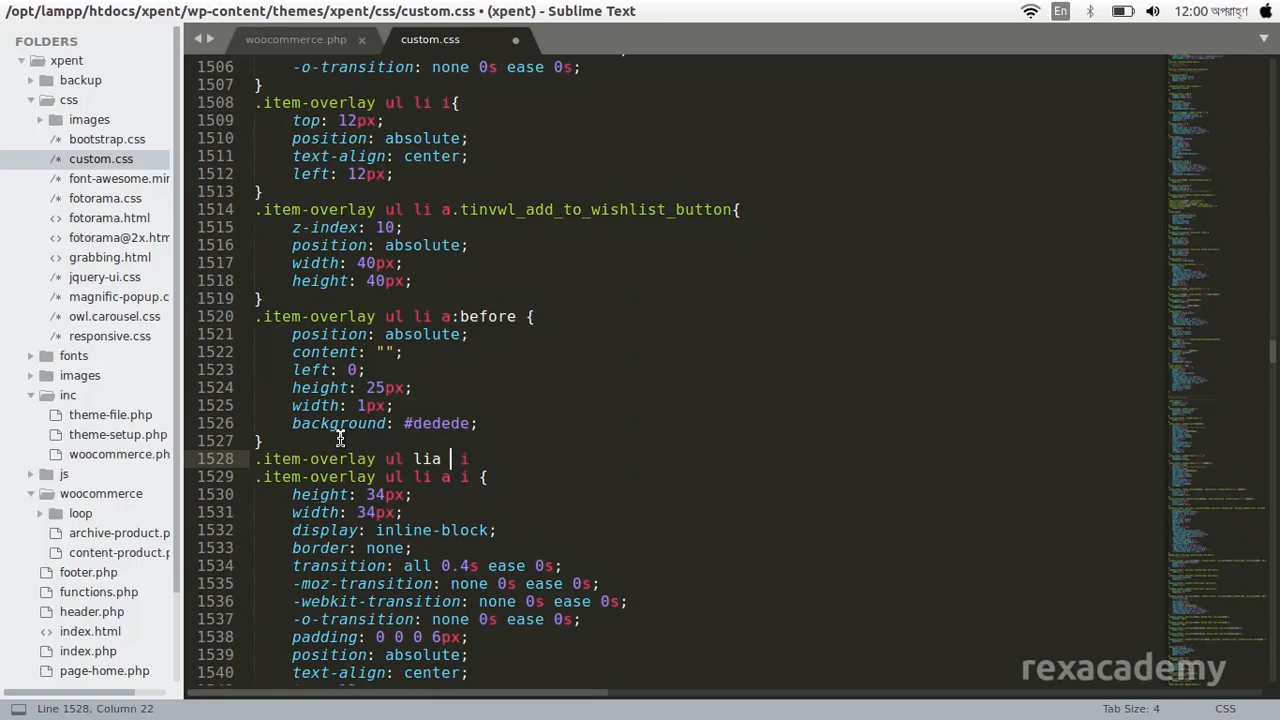 /opt/lampp/htdocs/xpent/wp-content/themes/xpent/css/custom.css • (xpent) - Sublime Text
En
12:00 অপরাহ্ণ
FOLDERS
xpent
backup
css
images
bootstrap.css
custom.css
font-awesome.mir
fotorama.css
fotorama.html
fotorama@2x.htm
grabbing.html
jquery-ui.css
magnific-popup.c
owl.carousel.css
responsive.css
fonts
images
inc
theme-file.php
theme-setup.php
woocommerce.ph
js
woocommerce
loop
archive-product.p
content-product.p
footer.php
functions.php
header.php
index.html
index.php
page-home.php
woocommerce.php
custom.css
1506 -o-transition: none 0s ease 0s;
1507 }
1508 .item-overlay ul li i{
1509 top: 12px;
1510 position: absolute;
1511 text-align: center;
1512 left: 12px;
1513 }
1514 .item-overlay ul li a.tinvwl_add_to_wishlist_button{
1515 z-index: 10;
1516 position: absolute;
1517 width: 40px;
1518 height: 40px;
1519 }
1520 .item-overlay ul li a:before {
1521 position: absolute;
1522 content: "";
1523 left: 0;
1524 height: 25px;
1525 width: 1px;
1526 background: #dedede;
1527 }
1528 .item-overlay ul lia i
1529 .item-overlay ul li a i {
1530 height: 34px;
1531 width: 34px;
1532 display: inline-block;
1533 border: none;
1534 transition: all 0.4s ease 0s;
1535 -moz-transition: none 0s ease 0s;
1536 -webkit-transition: none 0s ease 0s;
1537 -o-transition: none 0s ease 0s;
1538 padding: 0 0 0 6px;
1539 position: absolute;
1540 text-align: center;
rexacademy
Line 1528, Column 22
Tab Size: 4
CSS